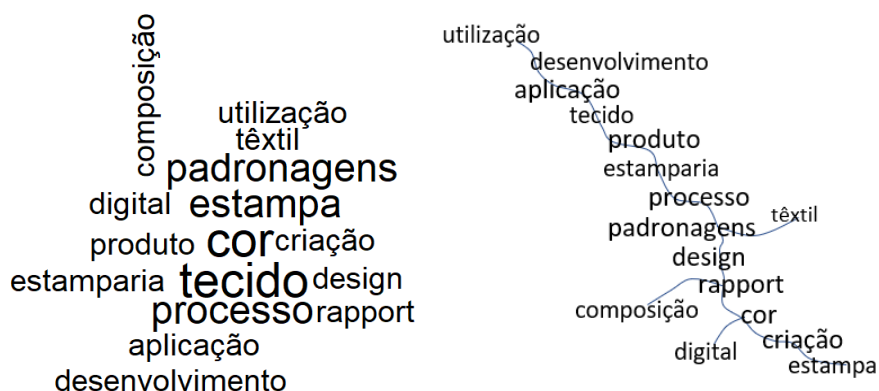 composição
utilização
têxtil
padronagens
digital estampa
produto cor criação
estamparia tecido design
processo rapport
aplicação
desenvolvimento
utilização
desenvolvimento
aplicação
tecido
produto
estamparia
processo
têxtil
padronagens
design
rapport
composição
cor
criação
digital
estampa